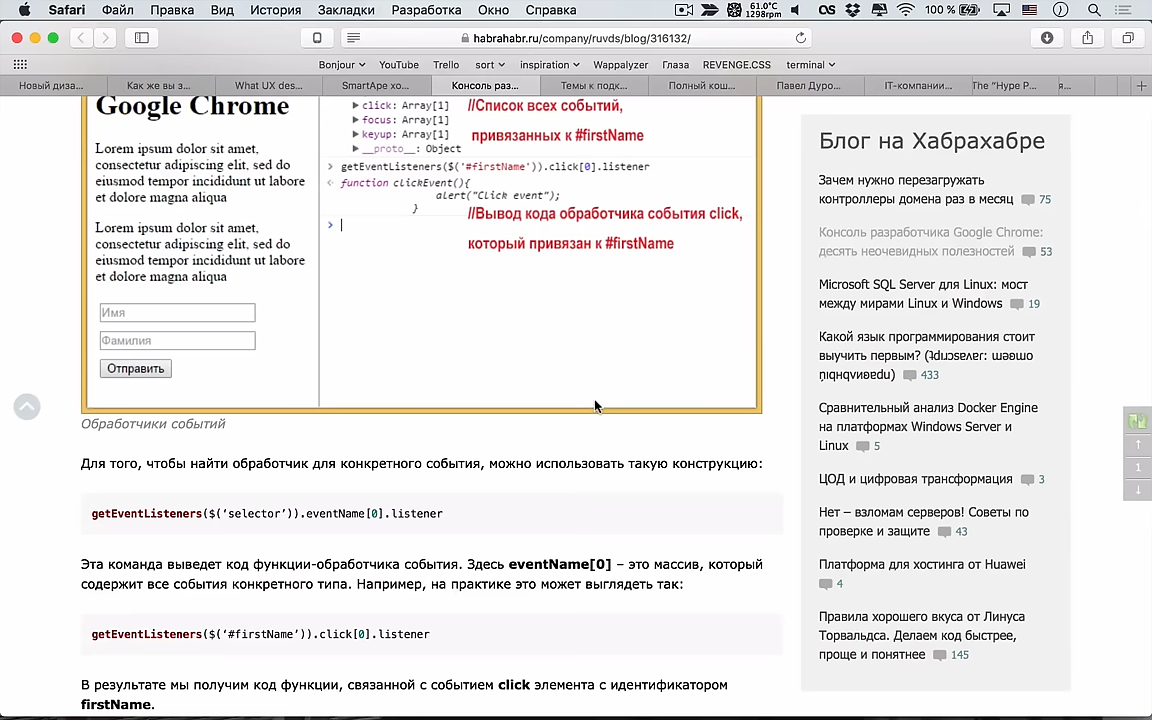 Safari Файл Правка Вид История Закладки Разработка Окно Справка 61.0°C 1298rpm 100 %
habrahabr.ru/company/ruvds/blog/316132/
Bonjour YouTube Trello sort inspiration Wappalyzer Глаза REVENGE.CSS terminal
Новый диза... Как же вы з... What UX des... SmartApe хо... Консоль раз... Темы к подк... Полный кош... Павел Дуро... IT-компании... The "Hype P... я...
Google Chrome
Lorem ipsum dolor sit amet,
consectetur adipiscing elit, sed do
eiusmod tempor incididunt ut labore
et dolore magna aliqua
Lorem ipsum dolor sit amet,
consectetur adipiscing elit, sed do
eiusmod tempor incididunt ut labore
et dolore magna aliqua
Имя
Фамилия
Отправить
click: Array[1] //Список всех событий,
focus: Array[1]
keyup: Array[1] привязанных к #firstName
__proto__: Object
getEventListeners($('#firstName')).click[0].listener
function clickEvent(){
alert("Click event");
}
//Вывод кода обработчика события click,
который привязан к #firstName
Обработчики событий
Для того, чтобы найти обработчик для конкретного события, можно использовать такую конструкцию:
getEventListeners($(‘selector’)).eventName[0].listener
Эта команда выведет код функции-обработчика события. Здесь eventName[0] – это массив, который
содержит все события конкретного типа. Например, на практике это может выглядеть так:
getEventListeners($(‘#firstName’)).click[0].listener
В результате мы получим код функции, связанной с событием click элемента с идентификатором
firstName.
Блог на Хабрахабре
Зачем нужно перезагружать
контроллеры домена раз в месяц 75
Консоль разработчика Google Chrome:
десять неочевидных полезностей 53
Microsoft SQL Server для Linux: мост
между мирами Linux и Windows 19
Какой язык программирования стоит
выучить первым? (ʇdıɹɔsɐʌɐɾ:
433
Сравнительный анализ Docker Engine
на платформах Windows Server и
Linux 5
ЦОД и цифровая трансформация 3
Нет – взломам серверов! Советы по
проверке и защите 43
Платформа для хостинга от Huawei
4
Правила хорошего вкуса от Линуса
Торвальдса. Делаем код быстрее,
проще и понятнее 145
1